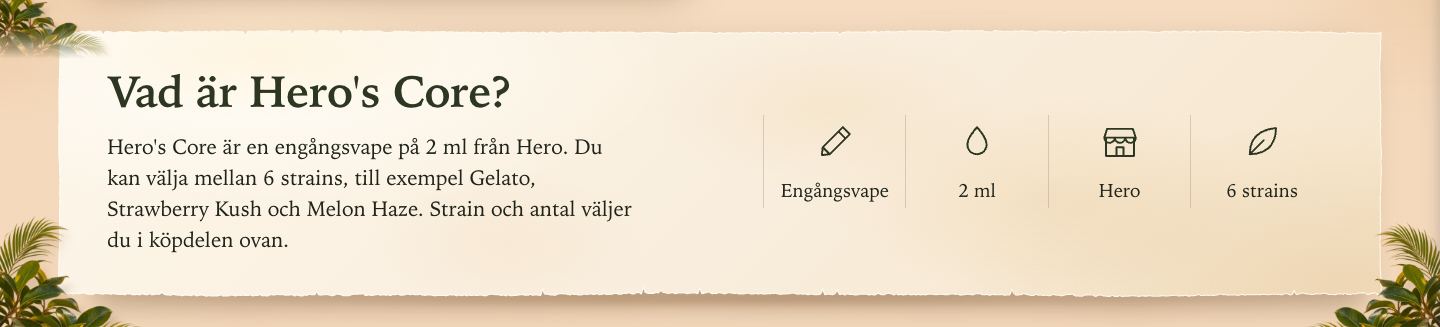 Vad är Hero's Core?
Hero's Core är en engångsvape på 2 ml från Hero. Du
kan välja mellan 6 strains, till exempel Gelato,
Strawberry Kush och Melon Haze. Strain och antal väljer
du i köpdelen ovan.
Engångsvape
2 ml
Hero
6 strains